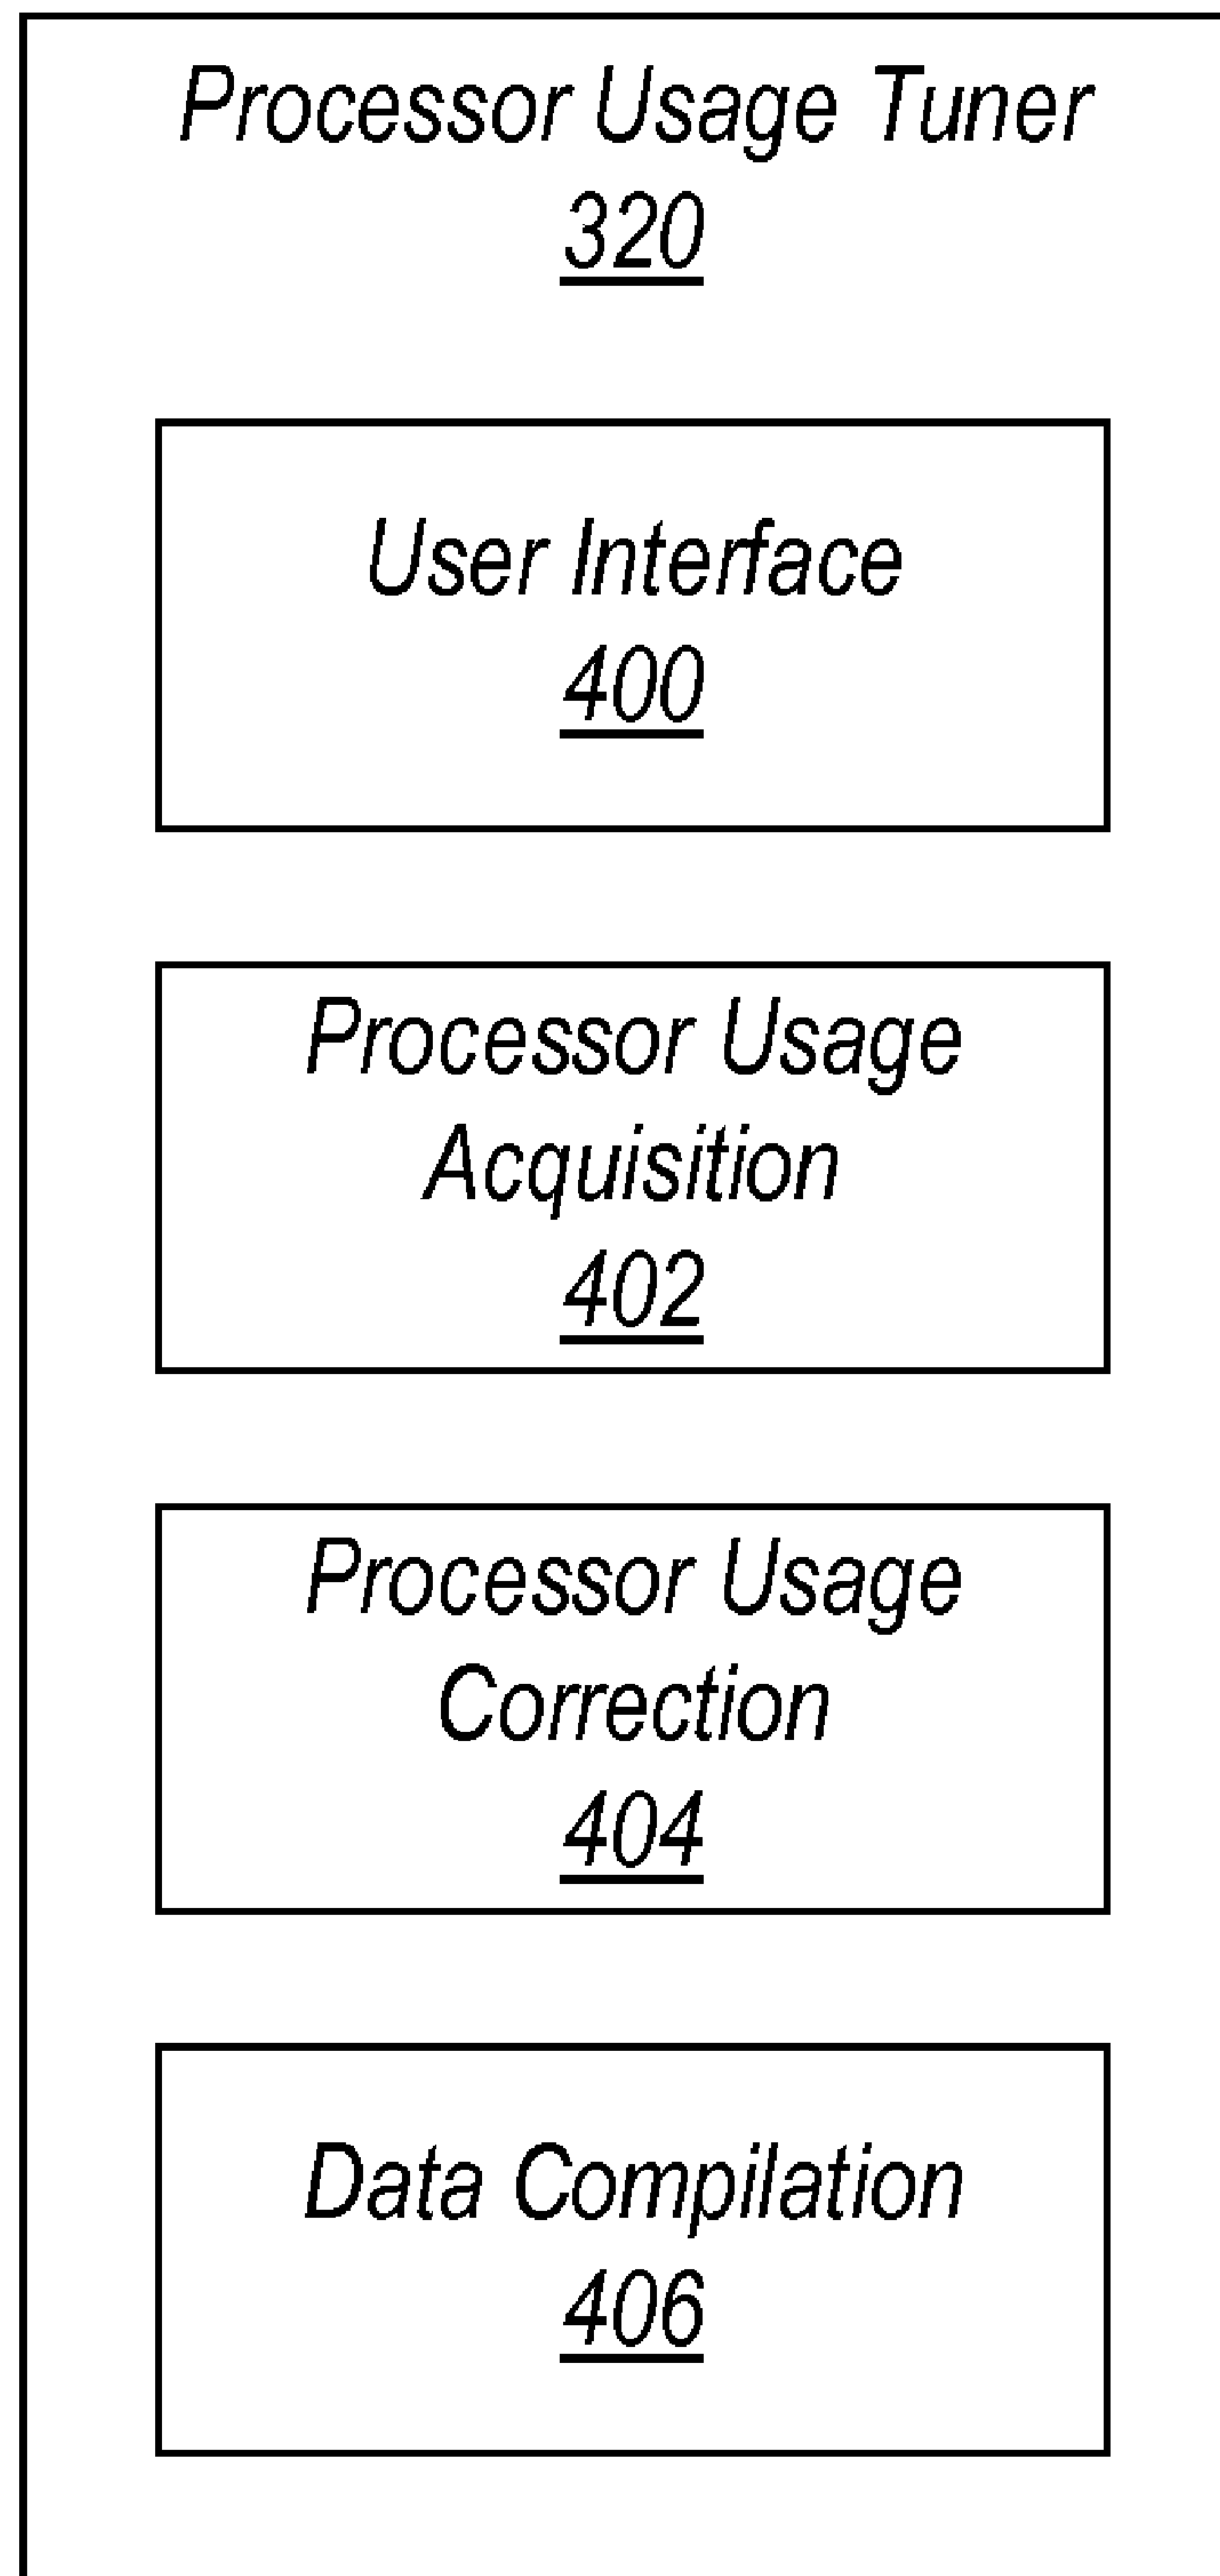 Processor Usage Tuner
320
User Interface
400
Processor Usage
Acquisition
402
Processor Usage
Correction
404
Data Compilation
406